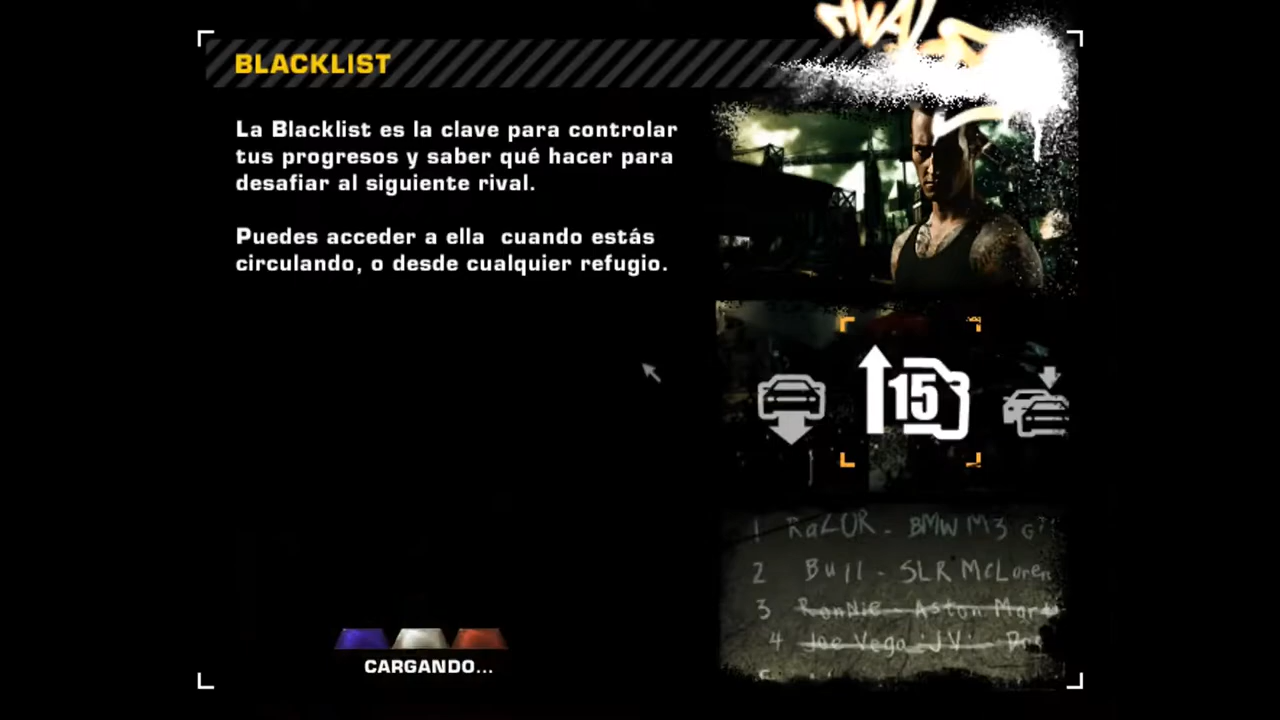 BLACKLIST
La Blacklist es la clave para controlar
tus progresos y saber qué hacer para
desafiar al siguiente rival.
Puedes acceder a ella cuando estás
circulando, o desde cualquier refugio.
15
1 RaZOR - BMW M3
2 Bull - SLR McLaren
3 Ronnie - Aston
4 Joe Vega "JV" -
CARGANDO...